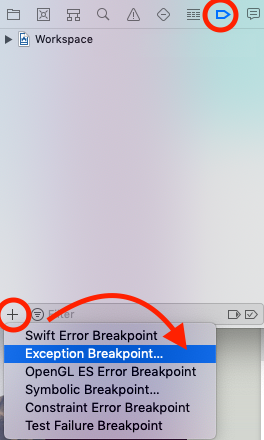 Workspace
Filter
Swift Error Breakpoint
Exception Breakpoint...
OpenGL ES Error Breakpoint
Symbolic Breakpoint...
Constraint Error Breakpoint
Test Failure Breakpoint